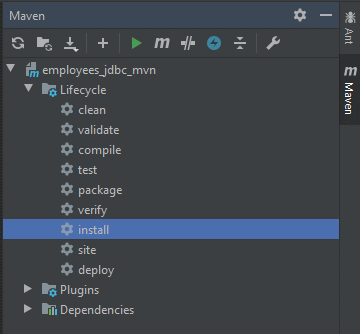 Maven
Ant
m
employees_jdbc_mvn
m
Maven
Lifecycle
clean
validate
compile
test
package
verify
install
site
deploy
Plugins
Dependencies